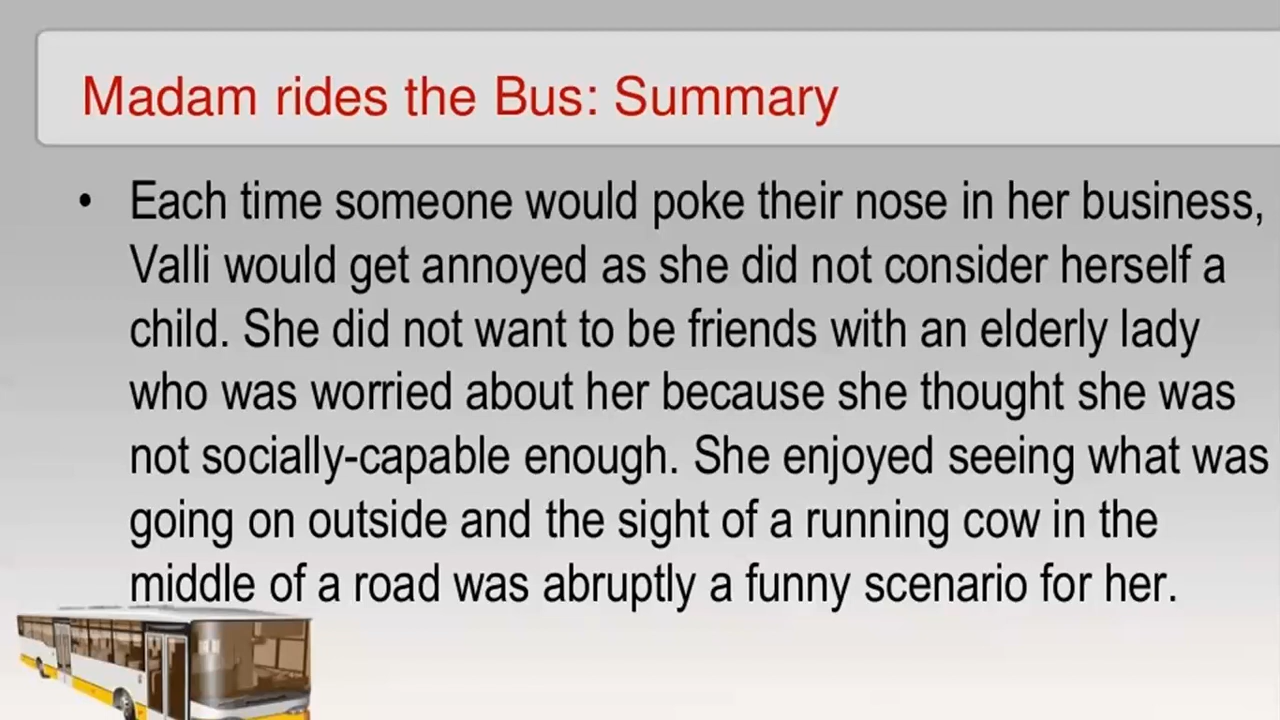 Madam rides the Bus: Summary
• Each time someone would poke their nose in her business,
Valli would get annoyed as she did not consider herself a
child. She did not want to be friends with an elderly lady
who was worried about her because she thought she was
not socially-capable enough. She enjoyed seeing what was
going on outside and the sight of a running cow in the
middle of a road was abruptly a funny scenario for her.